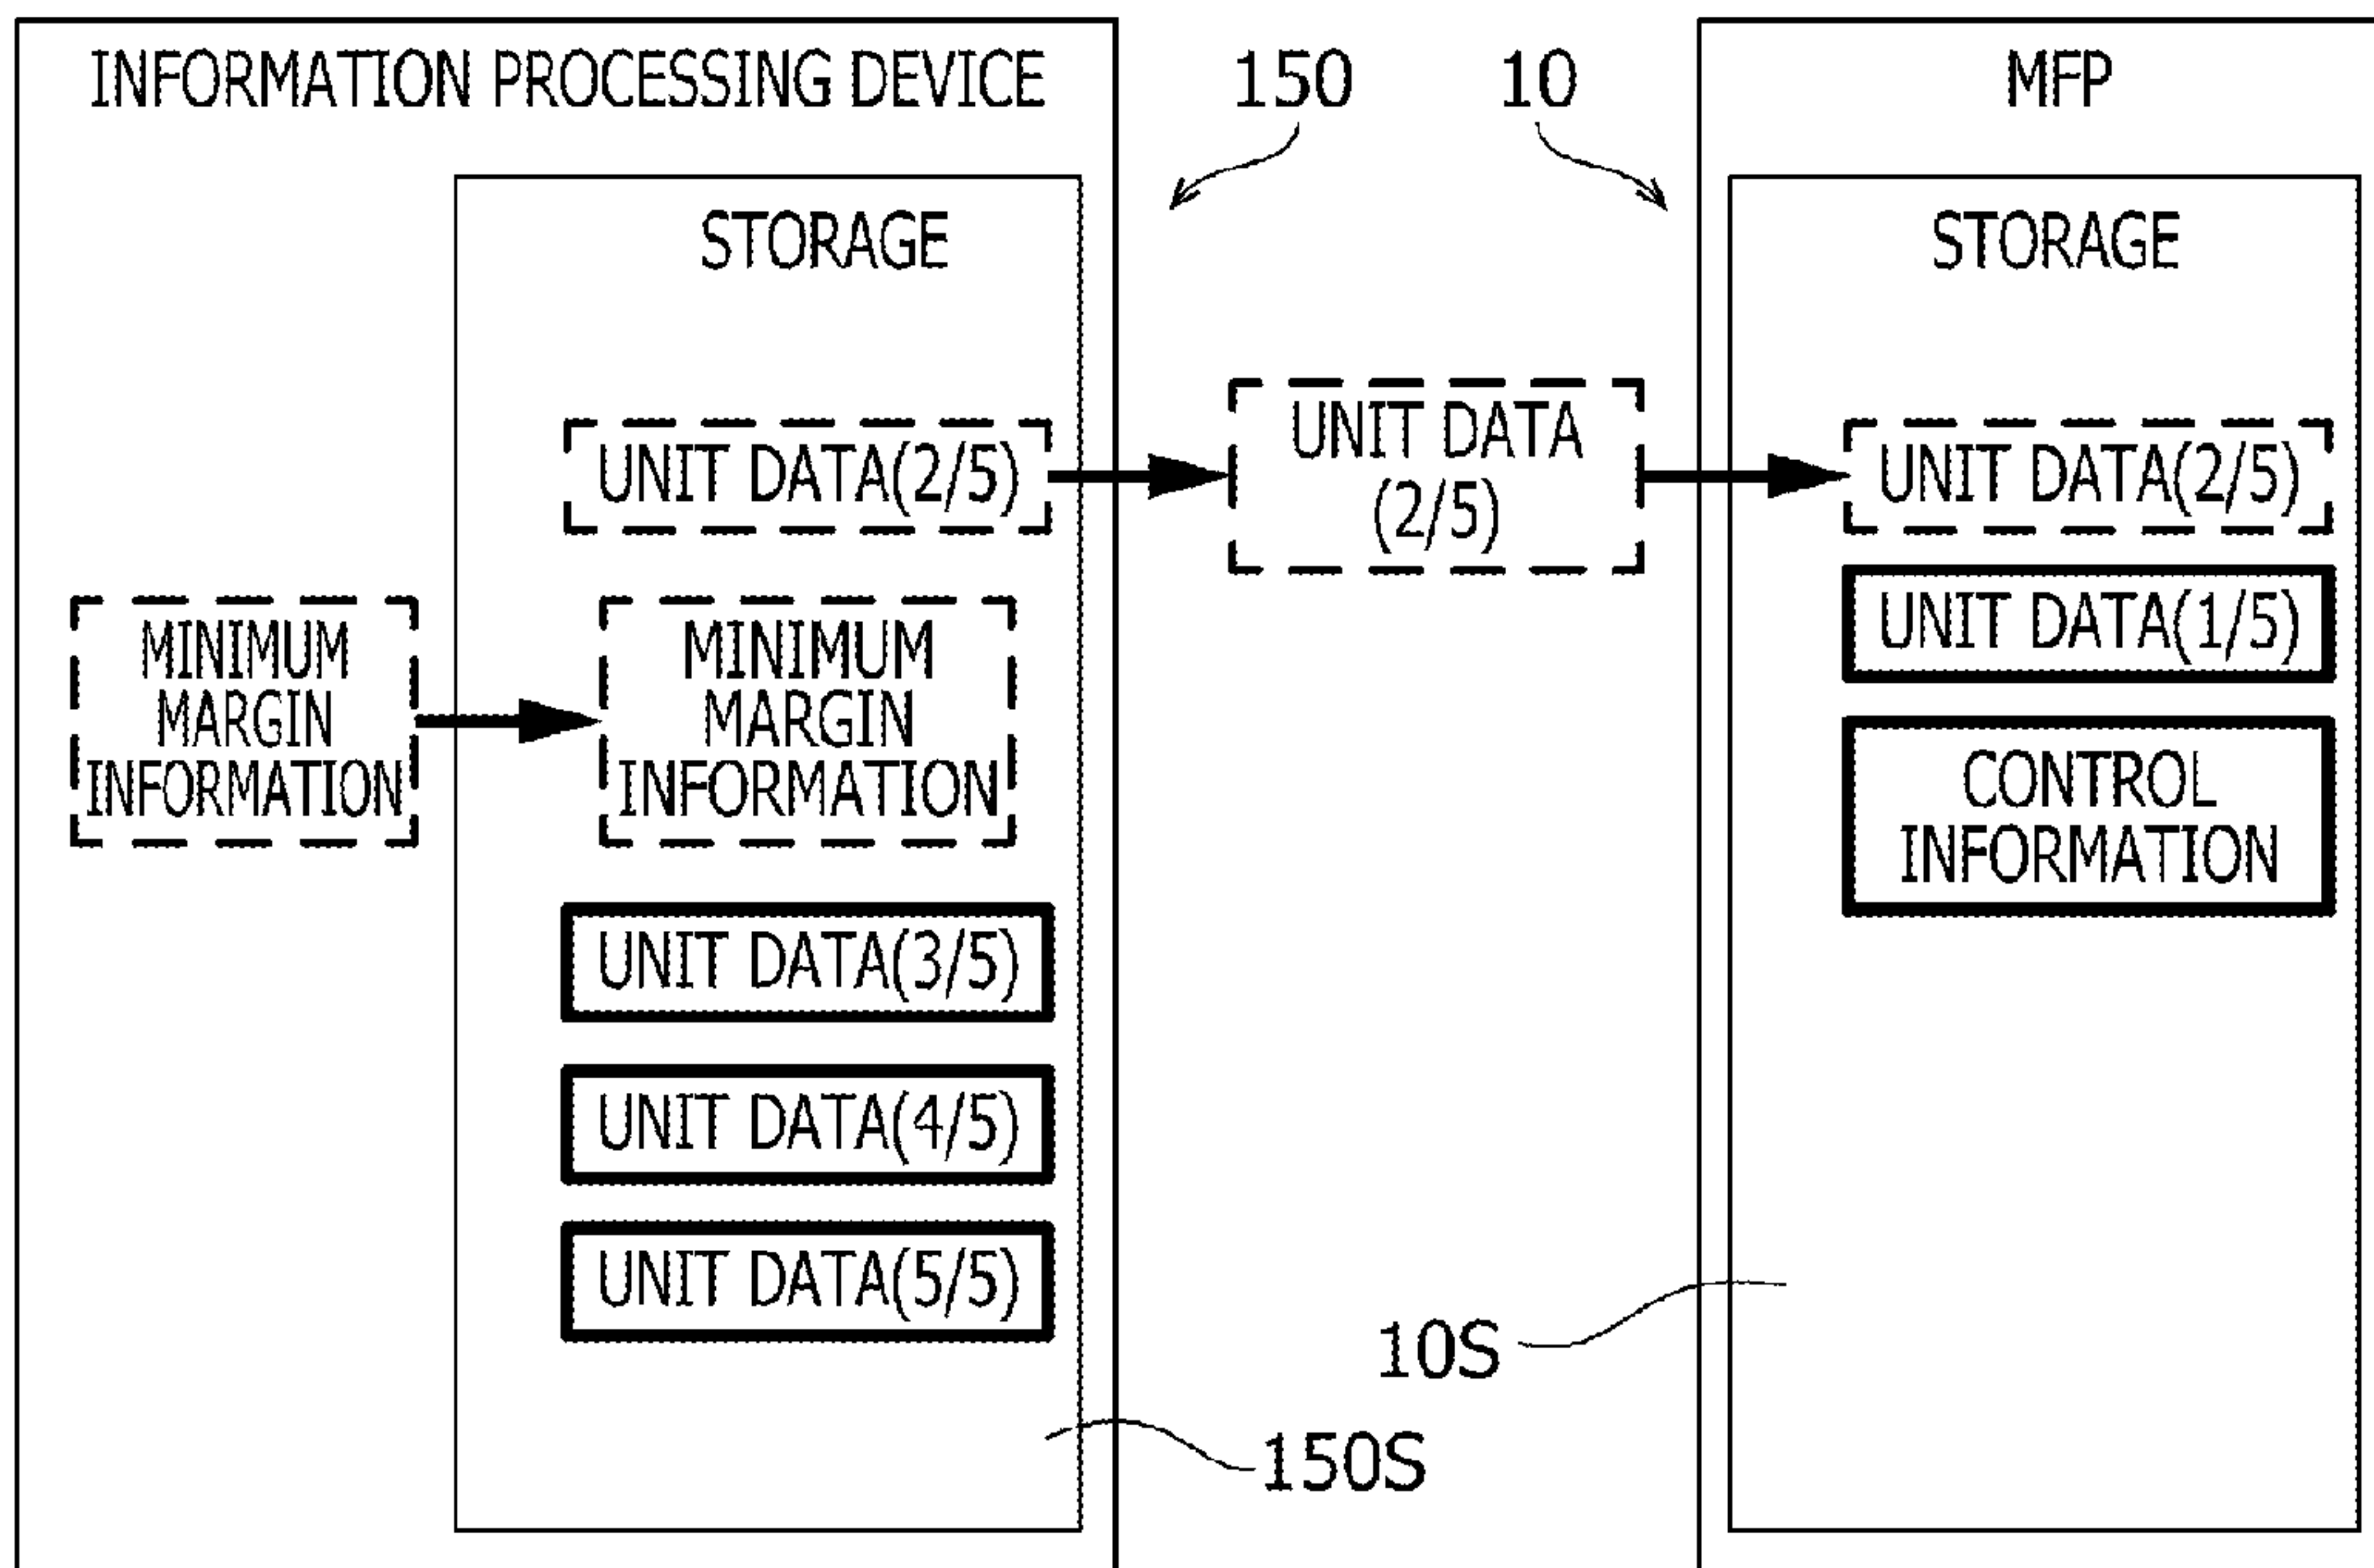 INFORMATION PROCESSING DEVICE
150
10
MFP
STORAGE
STORAGE
UNIT DATA(2/5)
UNIT DATA
(2/5)
UNIT DATA(2/5)
UNIT DATA(1/5)
MINIMUM
MARGIN
INFORMATION
MINIMUM
MARGIN
INFORMATION
CONTROL
INFORMATION
UNIT DATA(3/5)
UNIT DATA(4/5)
UNIT DATA(5/5)
10S
150S